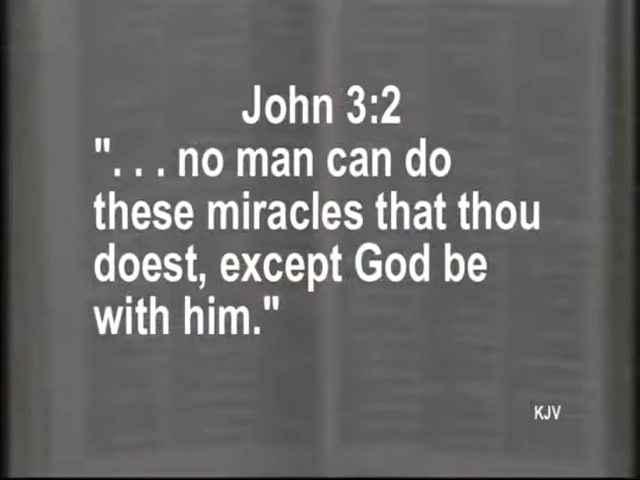 John 3:2
". . . no man can do
these miracles that thou
doest, except God be
with him."
KJV